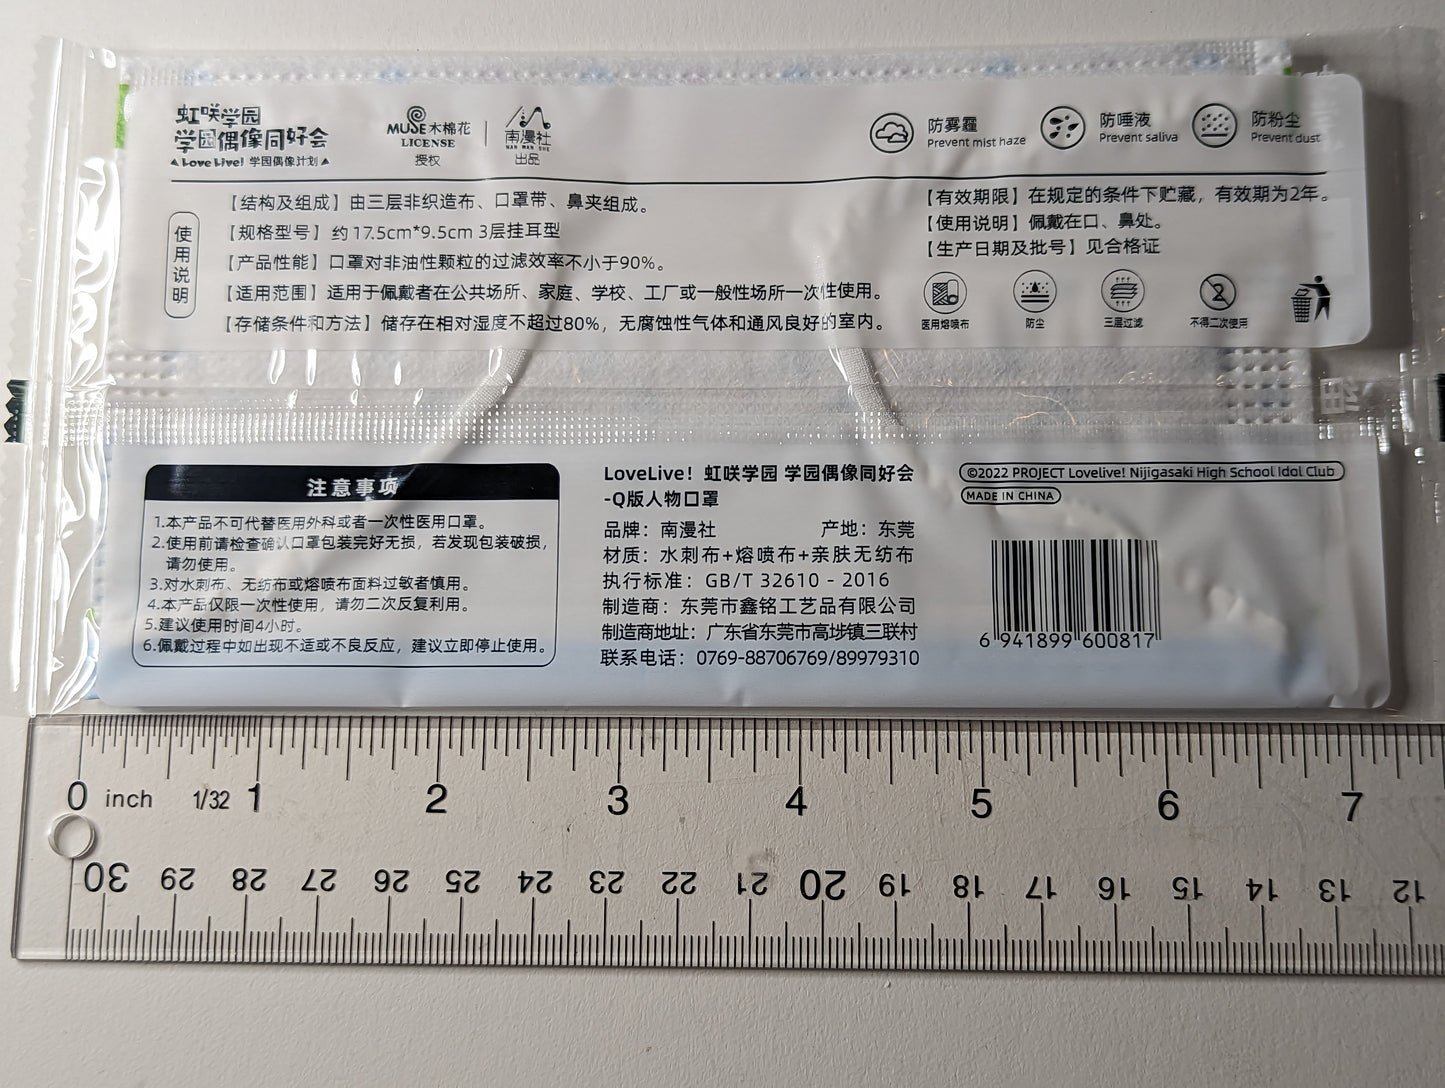 虹咲学园
学园偶像同好会
Love Live! 学园偶像计划
MUSE木棉花
LICENSE
授权
南漫社
NAN MAN SHE
出品
防雾霾
Prevent mist haze
防唾液
Prevent saliva
防粉尘
Prevent dust
使用说明
【结构及组成】由三层非织造布、口罩带、鼻夹组成。
【规格型号】约17.5cm*9.5cm 3层挂耳型
【产品性能】口罩对非油性颗粒的过滤效率不小于90%。
【适用范围】适用于佩戴者在公共场所、家庭、学校、工厂或一般性场所一次性使用。
【存储条件和方法】储存在相对湿度不超过80%，无腐蚀性气体和通风良好的室内。
【有效期限】在规定的条件下贮藏，有效期为2年。
【使用说明】佩戴在口、鼻处。
【生产日期及批号】见合格证
医用熔喷布
防尘
三层过滤
不得二次使用
注意事项
1.本产品不可代替医用外科或者一次性医用口罩。
2.使用前请检查确认口罩包装完好无损，若发现包装破损，
请勿使用。
3.对水刺布、无纺布或熔喷布面料过敏者慎用。
4.本产品仅限一次性使用，请勿二次反复利用。
5.建议使用时间4小时。
6.佩戴过程中如出现不适或不良反应，建议立即停止使用。
LoveLive! 虹咲学园 学园偶像同好会
-Q版人物口罩
品牌：南漫社 产地：东莞
材质：水刺布+熔喷布+亲肤无纺布
执行标准：GB/T 32610 - 2016
制造商：东莞市鑫铭工艺品有限公司
制造商地址：广东省东莞市高埗镇三联村
联系电话：0769-88706769/89979310
©2022 PROJECT Lovelive! Nijigasaki High School Idol Club
MADE IN CHINA
6 941899 600817
0 inch 1/32 1 2 3 4 5 6 7
30 29 28 27 26 25 24 23 22 21 20 19 18 17 16 15 14 13 12